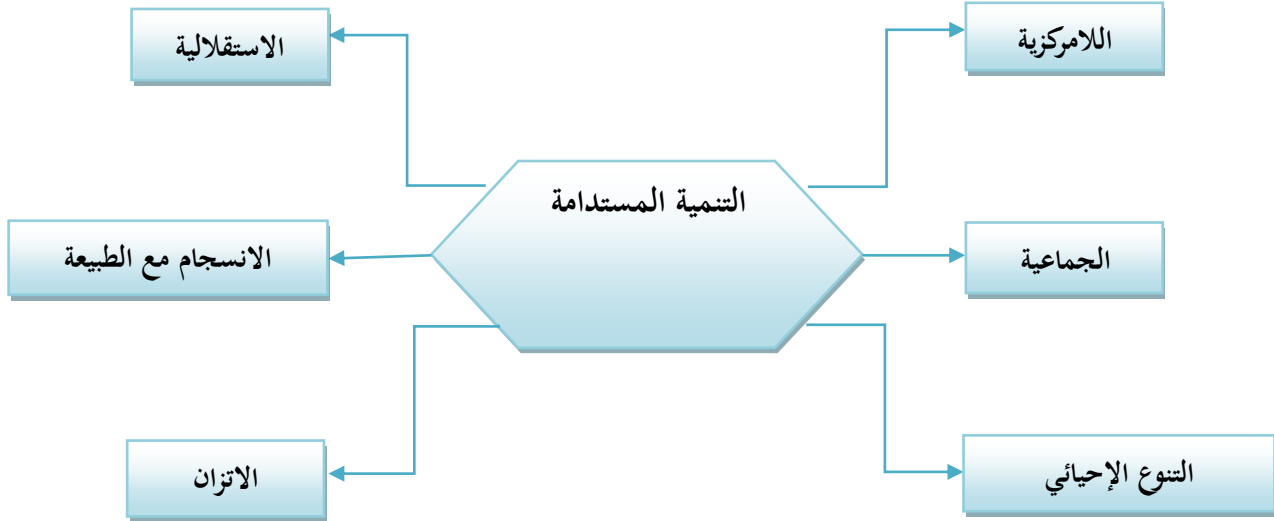 اللامركزية
الاستقلالية
التنمية المستدامة
الجماعية
الانسجام مع الطبيعة
التنوع الإحيائي
الاتزان